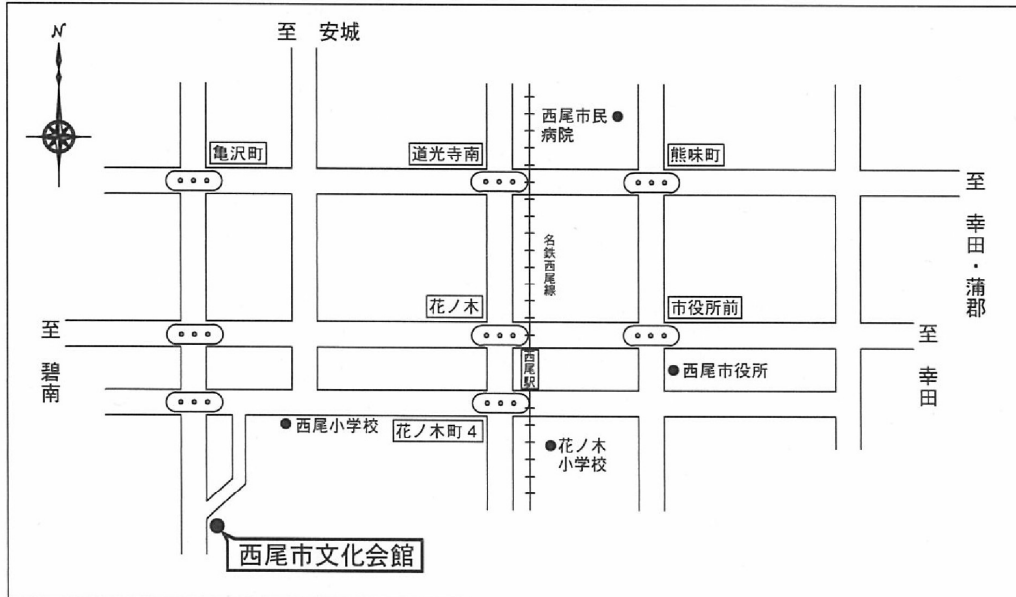 N
至 安城
西尾市民
病院
亀沢町
道光寺南
熊味町
至 幸田・蒲郡
名鉄西尾線
花ノ木
市役所前
至 碧南
至 幸田
西尾駅
西尾市役所
西尾小学校
花ノ木町4
花ノ木
小学校
西尾市文化会館